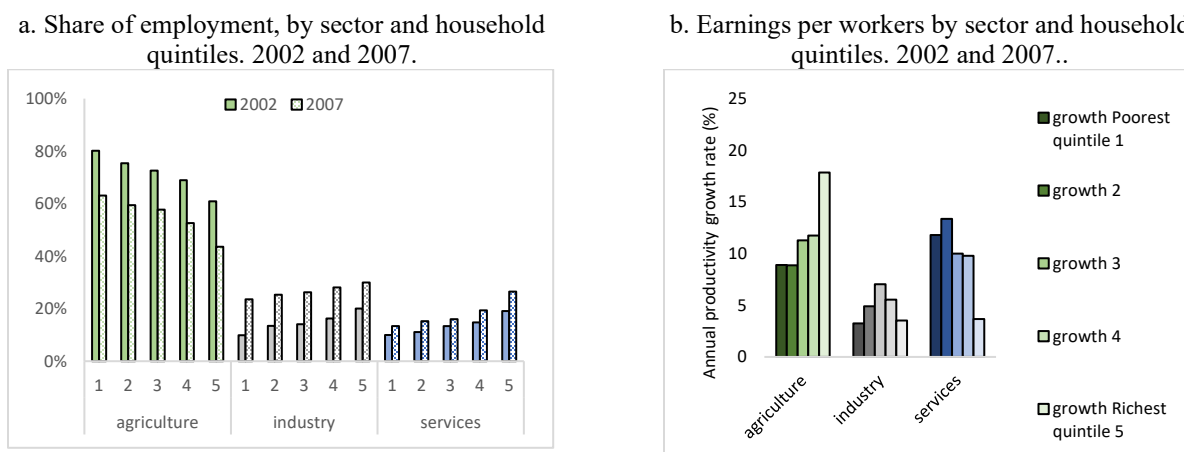 a. Share of employment, by sector and household
quintiles. 2002 and 2007.
100%
80%
60%
40%
20%
0%
2002 2007
1 2 3 4 5 1 2 3 4 5 1 2 3 4 5
agriculture industry services
b. Earnings per workers by sector and household
quintiles. 2002 and 2007..
Annual productivity growth rate (%)
25
20
15
10
5
0
agriculture
industry
services
growth Poorest
quintile 1
growth 2
growth 3
growth 4
growth Richest
quintile 5